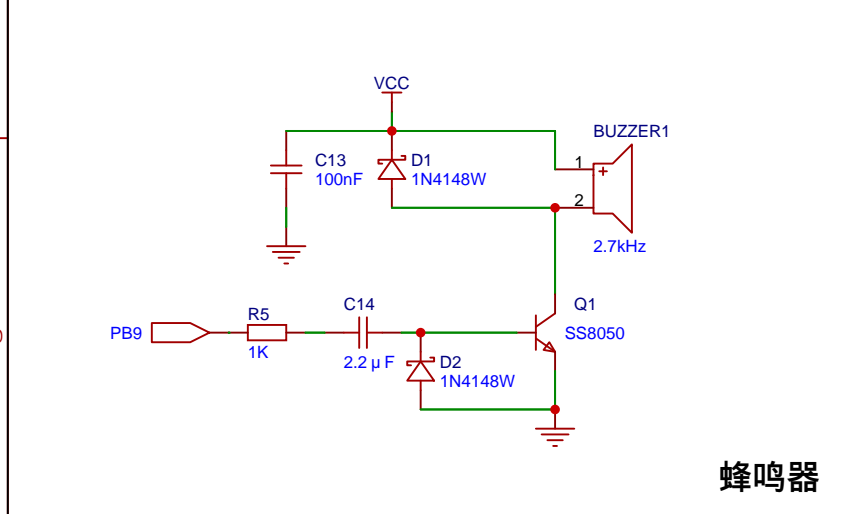 VCC
BUZZER1
C13
100nF
D1
1N4148W
1
2
2.7kHz
C14
Q1
R5
PB9
SS8050
1K
2.2μF
D2
1N4148W
蜂鸣器